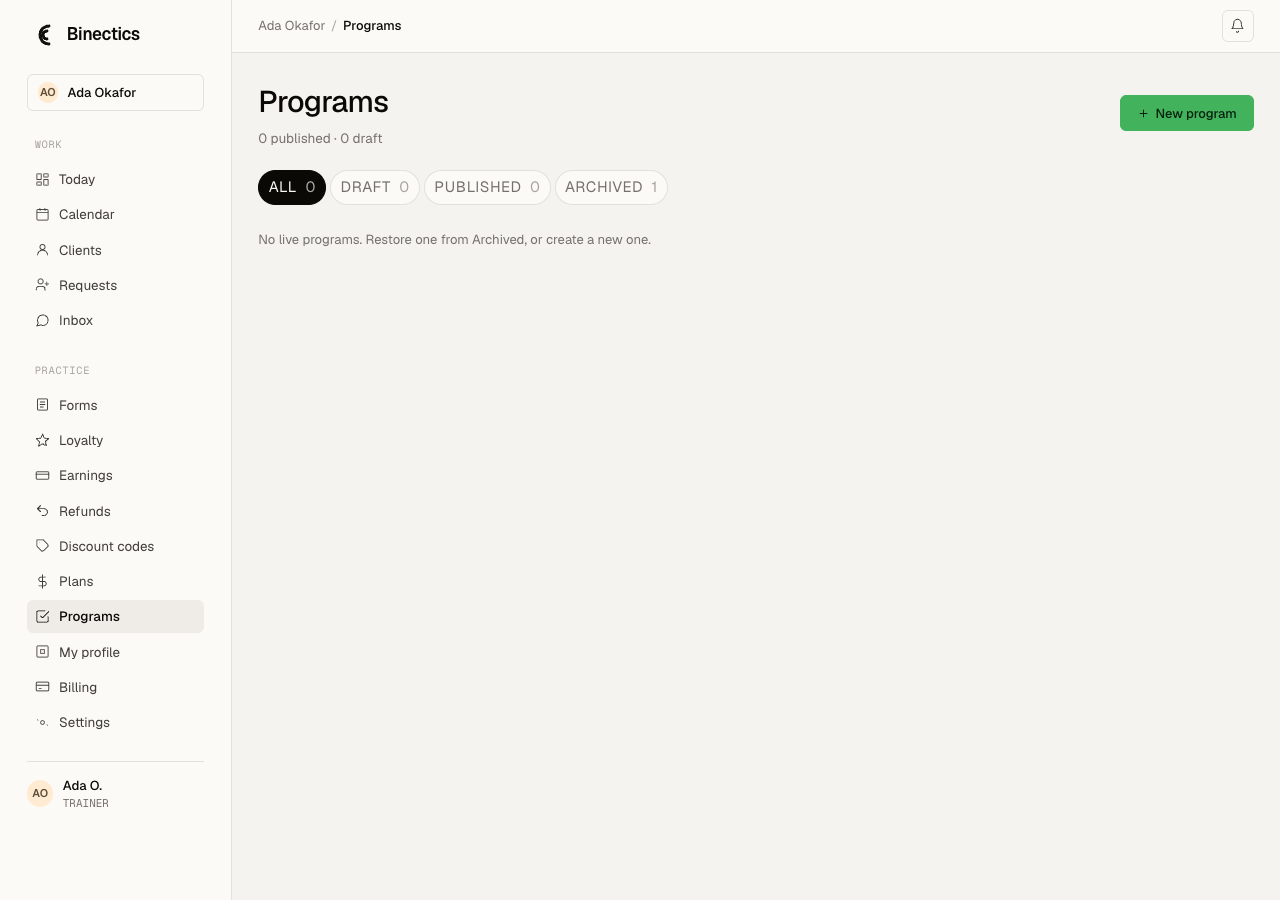 Binectics
AO Ada Okafor
WORK
Today
Calendar
Clients
Requests
Inbox
PRACTICE
Forms
Loyalty
Earnings
Refunds
Discount codes
Plans
Programs
My profile
Billing
Settings
AO Ada O.
TRAINER
Ada Okafor / Programs
Programs
0 published · 0 draft
+ New program
ALL 0 DRAFT 0 PUBLISHED 0 ARCHIVED 1
No live programs. Restore one from Archived, or create a new one.